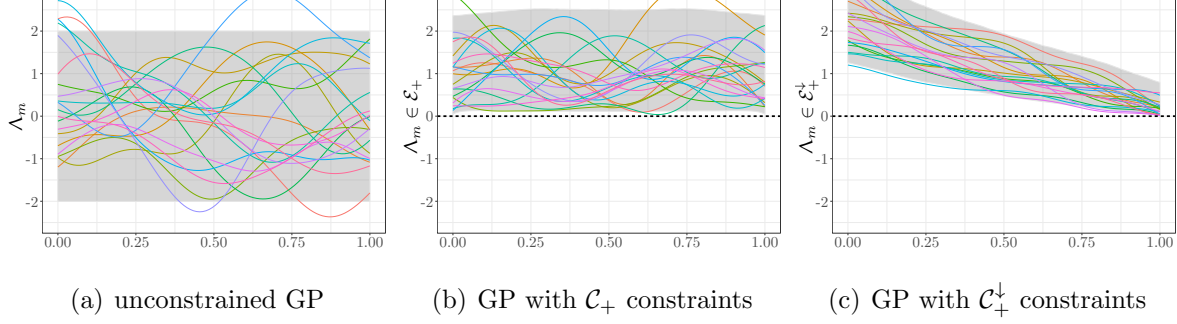 Λm
2
1
0
-1
-2
0.00 0.25 0.50 0.75 1.00
(a) unconstrained GP
Λm ∈ ℰ+
2
1
0
-1
-2
0.00 0.25 0.50 0.75 1.00
(b) GP with 𝒞+ constraints
Λm ∈ ℰ+↓
2
1
0
-1
-2
0.00 0.25 0.50 0.75 1.00
(c) GP with 𝒞+↓ constraints